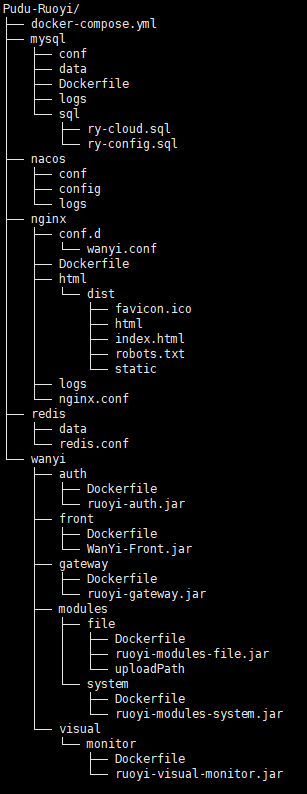 Pudu-Ruoyi/
├── docker-compose.yml
├── mysql
│   ├── conf
│   ├── data
│   ├── Dockerfile
│   ├── logs
│   └── sql
│       ├── ry-cloud.sql
│       └── ry-config.sql
├── nacos
│   ├── conf
│   ├── config
│   └── logs
├── nginx
│   ├── conf.d
│   │   └── wanyi.conf
│   ├── Dockerfile
│   ├── html
│   │   └── dist
│   │       ├── favicon.ico
│   │       ├── html
│   │       ├── index.html
│   │       ├── robots.txt
│   │       └── static
│   ├── logs
│   └── nginx.conf
├── redis
│   ├── data
│   └── redis.conf
└── wanyi
    ├── auth
    │   ├── Dockerfile
    │   └── ruoyi-auth.jar
    ├── front
    │   ├── Dockerfile
    │   └── WanYi-Front.jar
    ├── gateway
    │   ├── Dockerfile
    │   └── ruoyi-gateway.jar
    ├── modules
    │   ├── file
    │   │   ├── Dockerfile
    │   │   ├── ruoyi-modules-file.jar
    │   │   └── uploadPath
    │   └── system
    │       ├── Dockerfile
    │       └── ruoyi-modules-system.jar
    └── visual
        └── monitor
            ├── Dockerfile
            └── ruoyi-visual-monitor.jar